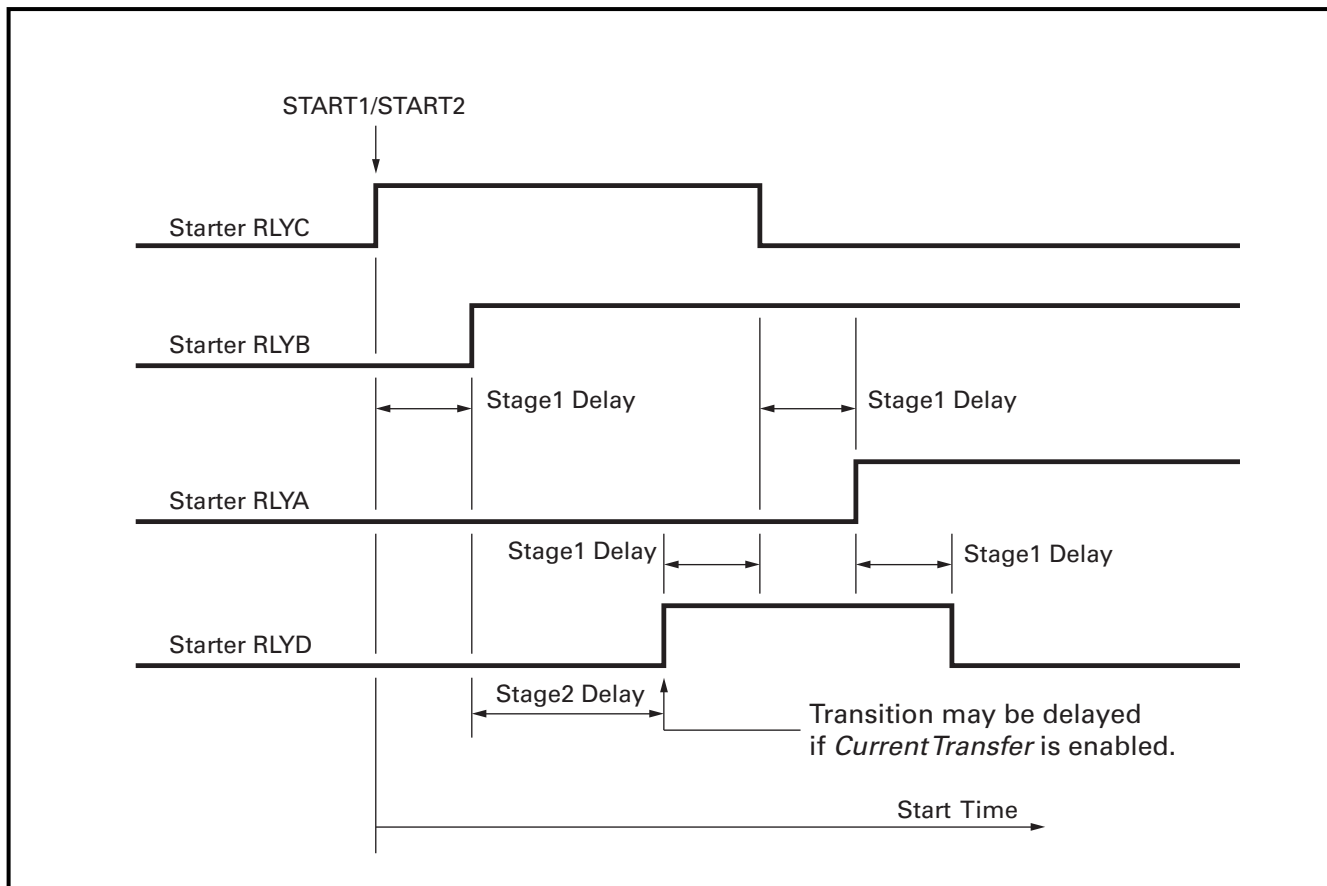 START1/START2
Starter RLYC
Starter RLYB
Stage1 Delay
Stage1 Delay
Starter RLYA
Stage1 Delay
Stage1 Delay
Starter RLYD
Stage2 Delay
Transition may be delayed
if Current Transfer is enabled.
Start Time